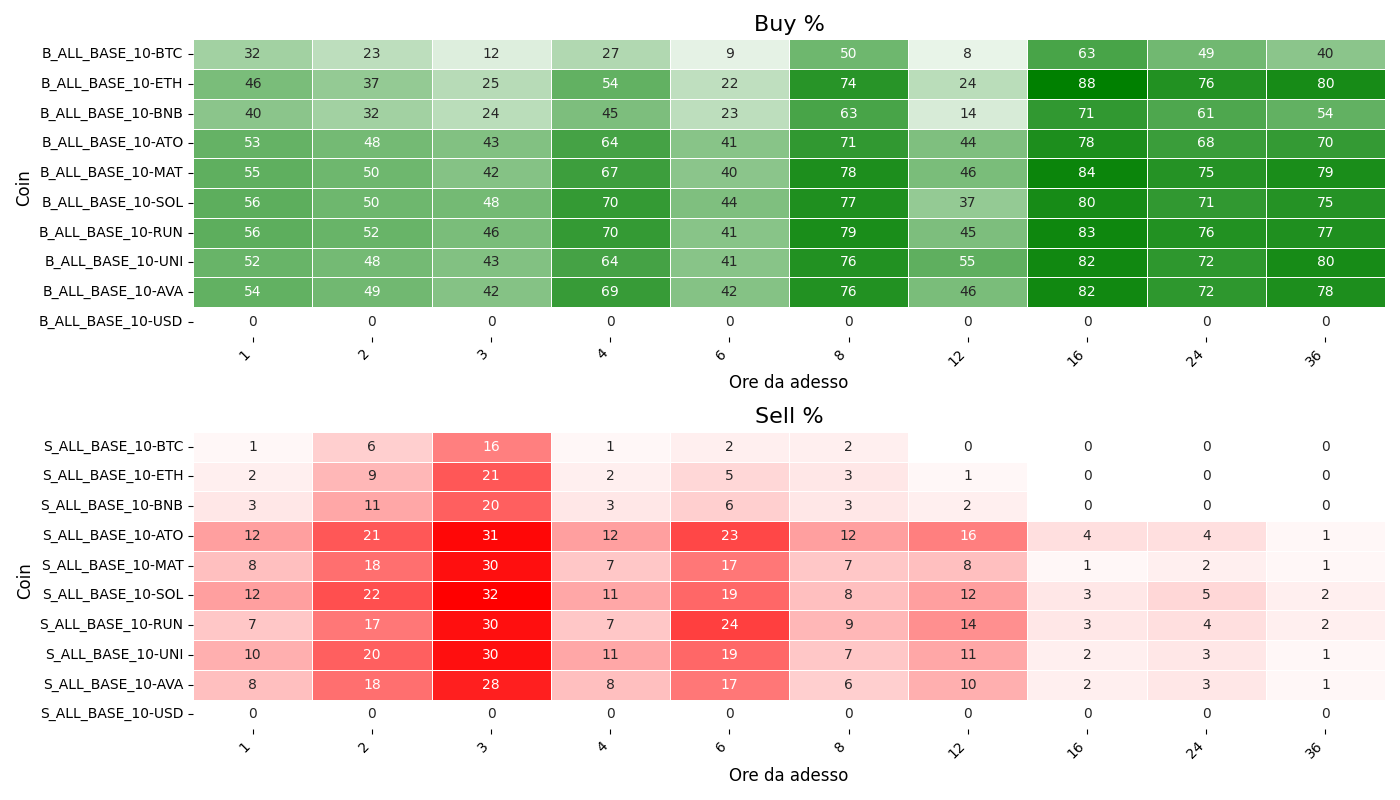 Buy %
Coin
B_ALL_BASE_10-BTC 32 23 12 27 9 50 8 63 49 40
B_ALL_BASE_10-ETH 46 37 25 54 22 74 24 88 76 80
B_ALL_BASE_10-BNB 40 32 24 45 23 63 14 71 61 54
B_ALL_BASE_10-ATO 53 48 43 64 41 71 44 78 68 70
B_ALL_BASE_10-MAT 55 50 42 67 40 78 46 84 75 79
B_ALL_BASE_10-SOL 56 50 48 70 44 77 37 80 71 75
B_ALL_BASE_10-RUN 56 52 46 70 41 79 45 83 76 77
B_ALL_BASE_10-UNI 52 48 43 64 41 76 55 82 72 80
B_ALL_BASE_10-AVA 54 49 42 69 42 76 46 82 72 78
B_ALL_BASE_10-USD 0 0 0 0 0 0 0 0 0 0
1 2 3 4 6 8 12 16 24 36
Ore da adesso
Sell %
Coin
S_ALL_BASE_10-BTC 1 6 16 1 2 2 0 0 0 0
S_ALL_BASE_10-ETH 2 9 21 2 5 3 1 0 0 0
S_ALL_BASE_10-BNB 3 11 20 3 6 3 2 0 0 0
S_ALL_BASE_10-ATO 12 21 31 12 23 12 16 4 4 1
S_ALL_BASE_10-MAT 8 18 30 7 17 7 8 1 2 1
S_ALL_BASE_10-SOL 12 22 32 11 19 8 12 3 5 2
S_ALL_BASE_10-RUN 7 17 30 7 24 9 14 3 4 2
S_ALL_BASE_10-UNI 10 20 30 11 19 7 11 2 3 1
S_ALL_BASE_10-AVA 8 18 28 8 17 6 10 2 3 1
S_ALL_BASE_10-USD 0 0 0 0 0 0 0 0 0 0
1 2 3 4 6 8 12 16 24 36
Ore da adesso